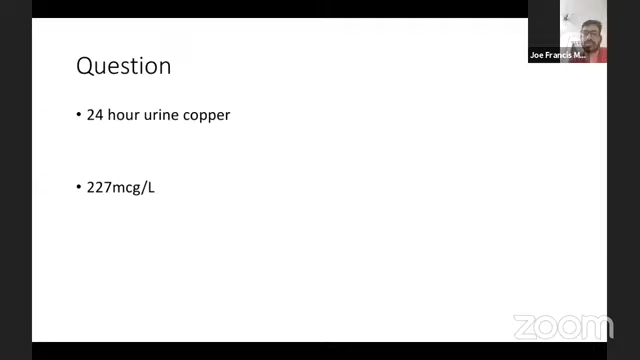 Question
Joe Francis M...
• 24 hour urine copper
• 227mcg/L
zoom